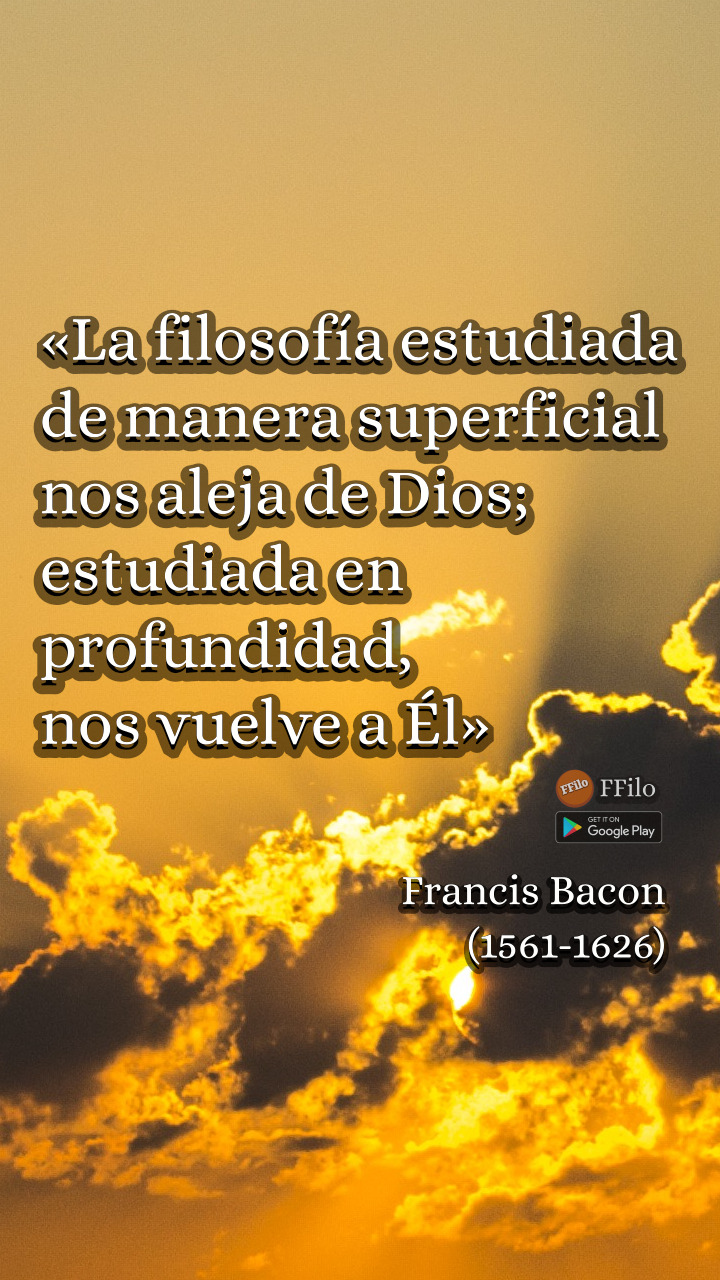 «La filosofía estudiada
de manera superficial
nos aleja de Dios;
estudiada en
profundidad,
nos vuelve a Él»
FFilo FFilo
GET IT ON
Google Play
Francis Bacon
(1561-1626)